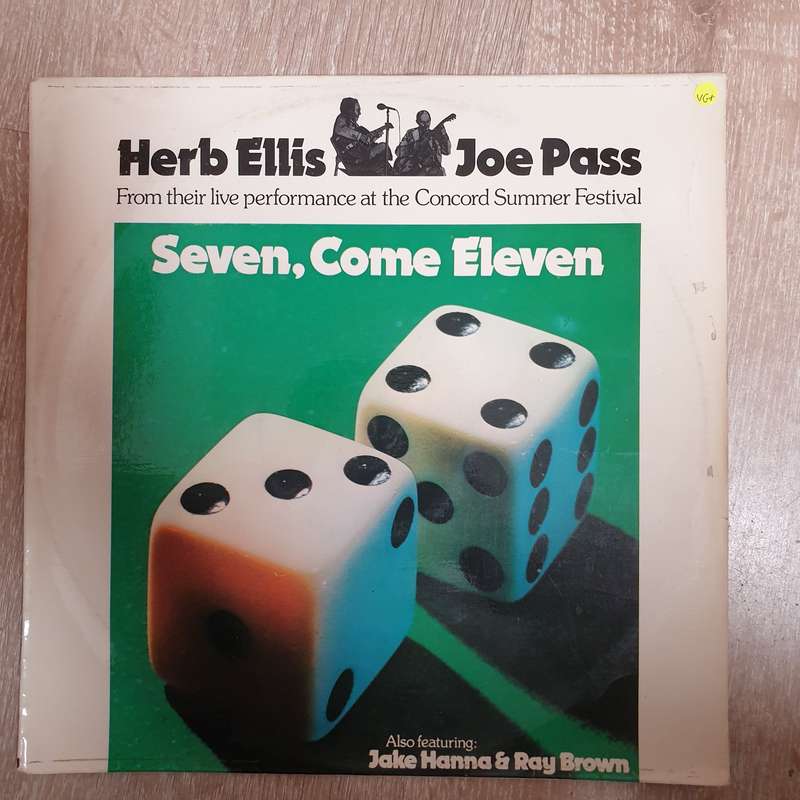 VG+
Herb Ellis Joe Pass
From their live performance at the Concord Summer Festival
Seven, Come Eleven
Also featuring:
Jake Hanna & Ray Brown